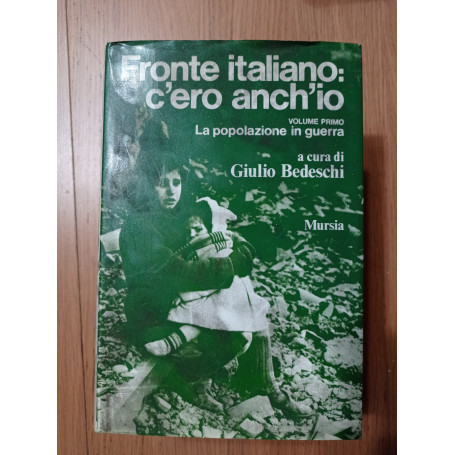 Fronte italiano:
c'ero anch'io
VOLUME PRIMO
La popolazione in guerra
a cura di
Giulio Bedeschi
Mursia